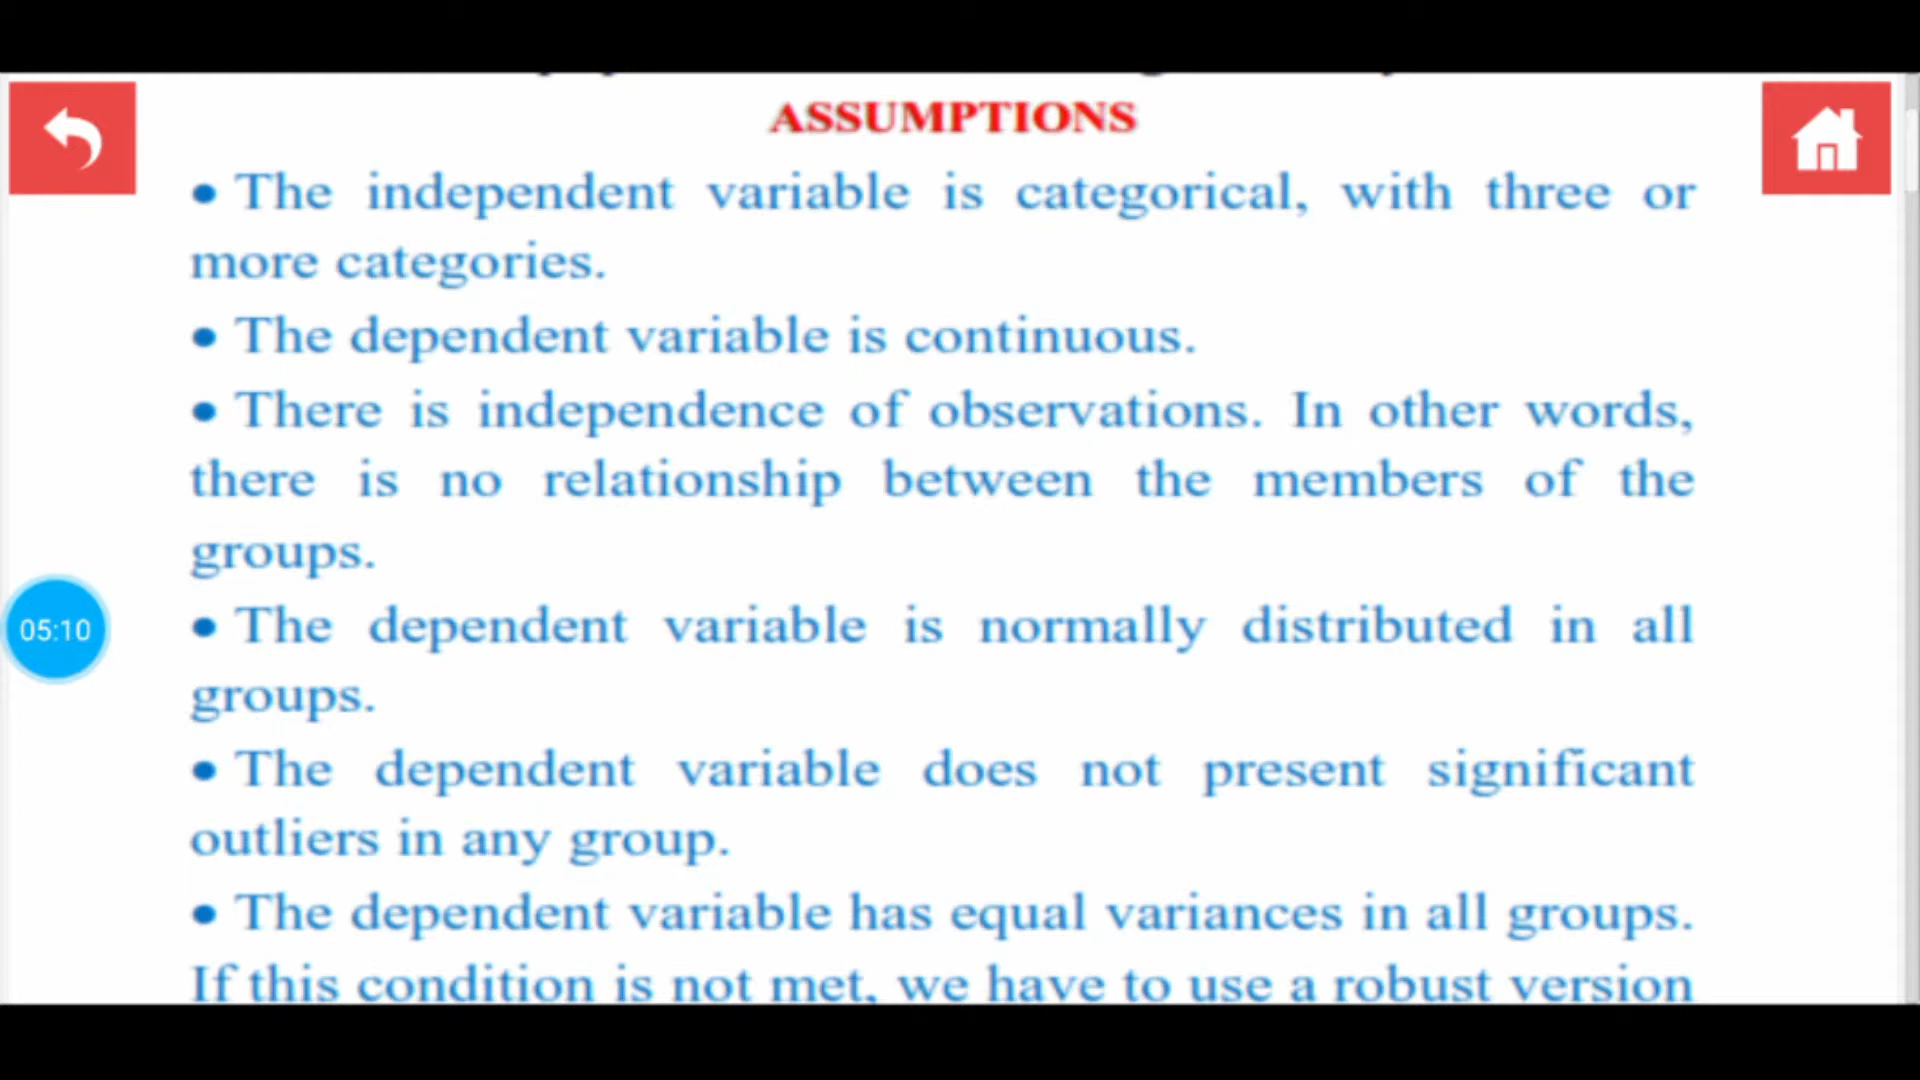 ASSUMPTIONS
• The independent variable is categorical, with three or
more categories.
• The dependent variable is continuous.
• There is independence of observations. In other words,
there is no relationship between the members of the
groups.
05:10
• The dependent variable is normally distributed in all
groups.
• The dependent variable does not present significant
outliers in any group.
• The dependent variable has equal variances in all groups.
If this condition is not met, we have to use a robust version